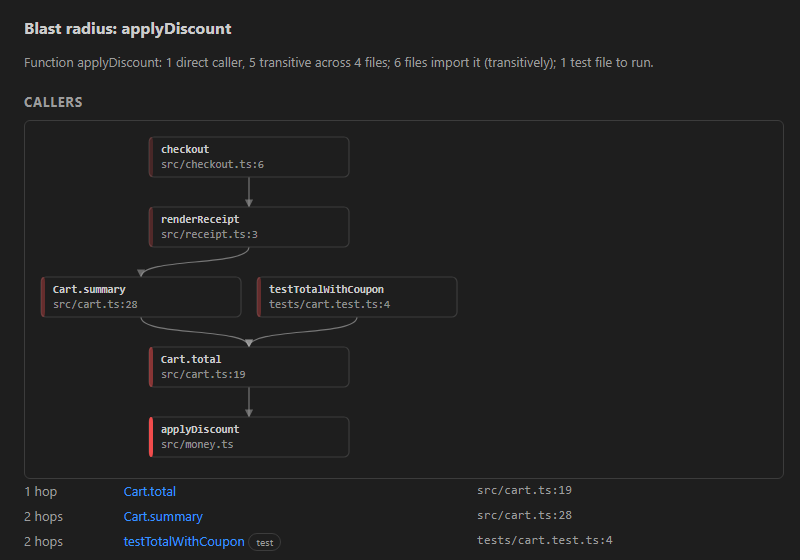 Blast radius: applyDiscount
Function applyDiscount: 1 direct caller, 5 transitive across 4 files; 6 files import it (transitively); 1 test file to run.
CALLERS
checkout
src/checkout.ts:6
renderReceipt
src/receipt.ts:3
Cart.summary
src/cart.ts:28
testTotalWithCoupon
tests/cart.test.ts:4
Cart.total
src/cart.ts:19
applyDiscount
src/money.ts
1 hop Cart.total src/cart.ts:19
2 hops Cart.summary src/cart.ts:28
2 hops testTotalWithCoupon test tests/cart.test.ts:4